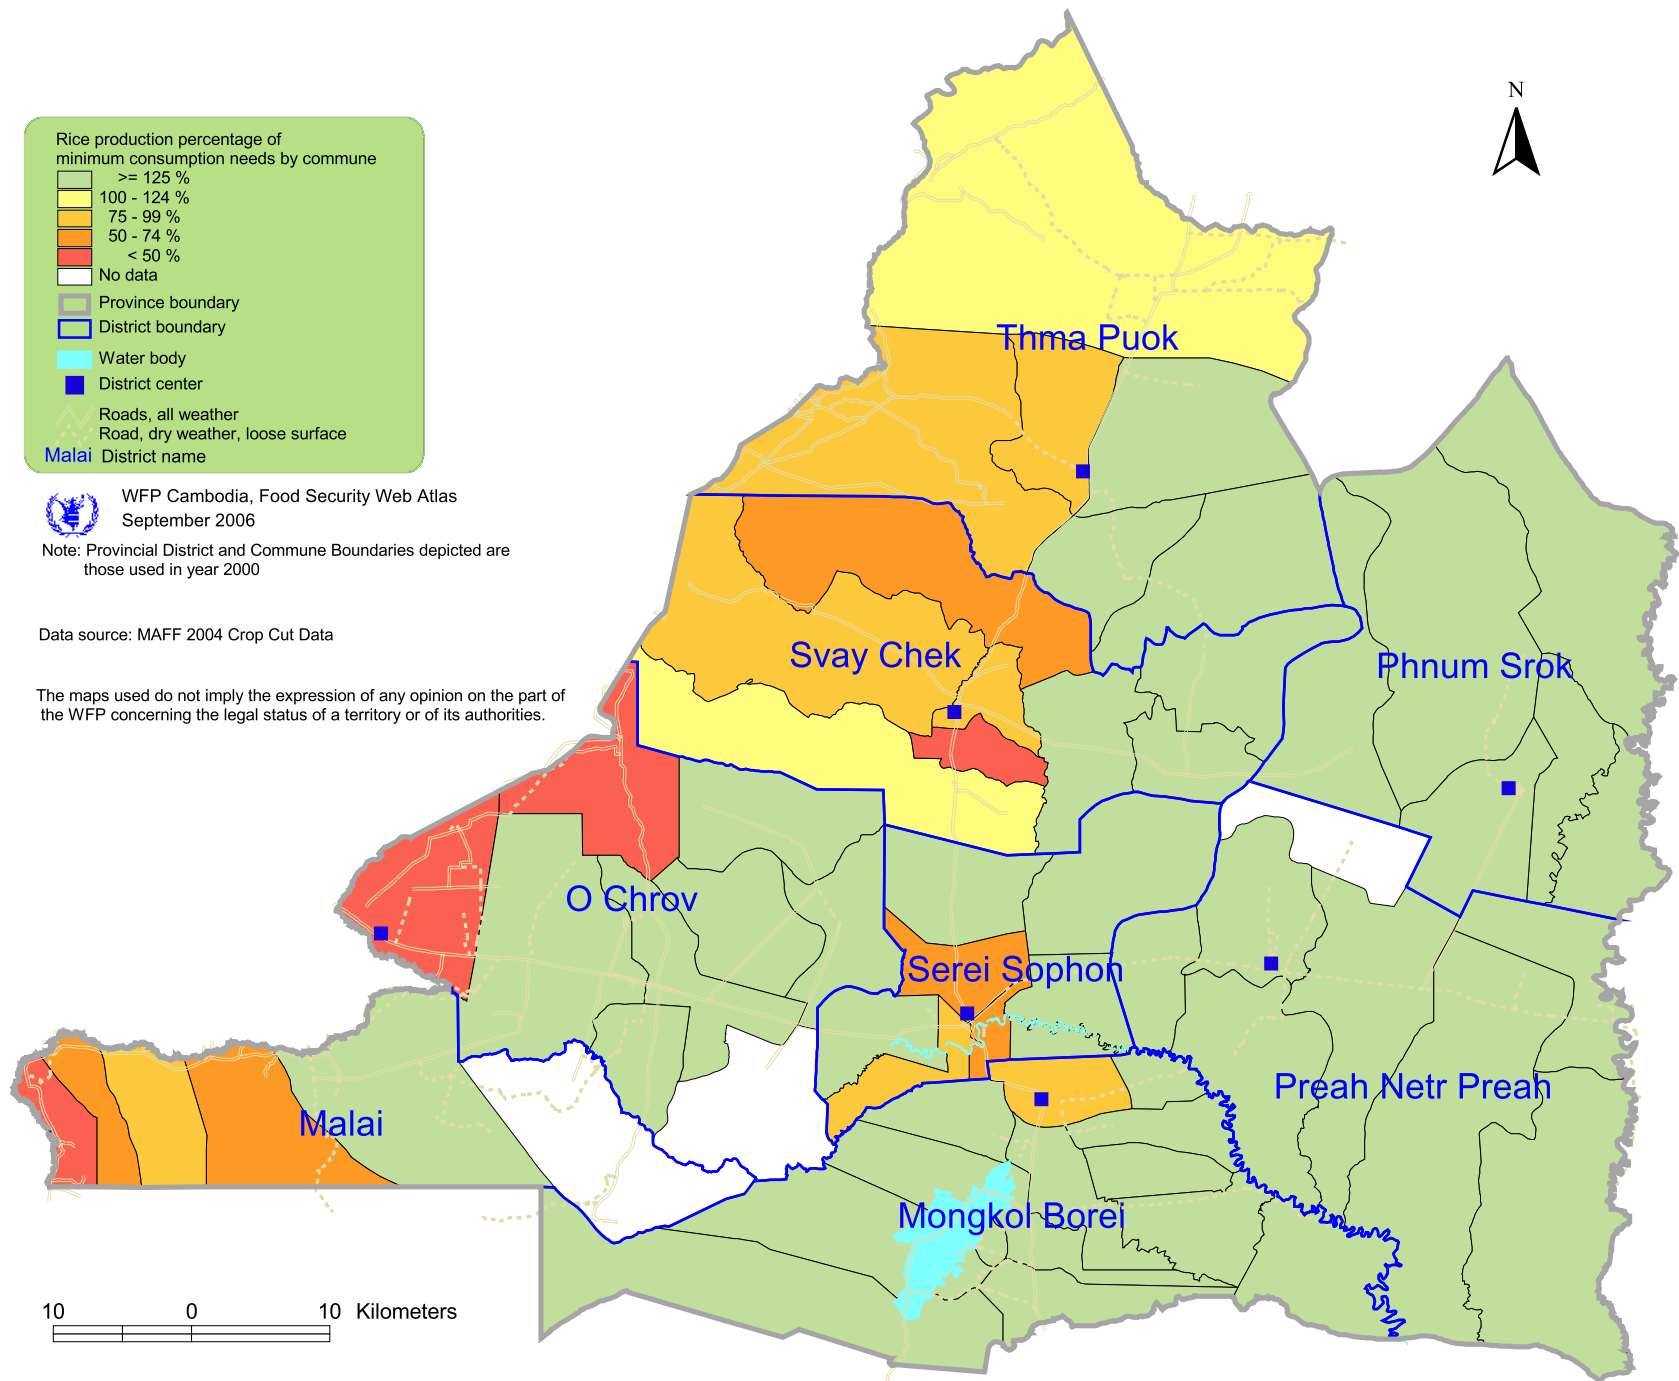 Rice production percentage of
minimum consumption needs by commune
>= 125 %
100 - 124 %
75 - 99 %
50 - 74 %
< 50 %
No data
Province boundary
District boundary
Water body
District center
Roads, all weather
Road, dry weather, loose surface
Malai District name
WFP Cambodia, Food Security Web Atlas
September 2006
Note: Provincial District and Commune Boundaries depicted are
those used in year 2000
Data source: MAFF 2004 Crop Cut Data
The maps used do not imply the expression of any opinion on the part of
the WFP concerning the legal status of a territory or of its authorities.
N
Thma Puok
Svay Chek
Phnum Srok
O Chrov
Serei Sophon
Preah Netr Preah
Malai
Mongkol Borei
10 0 10 Kilometers